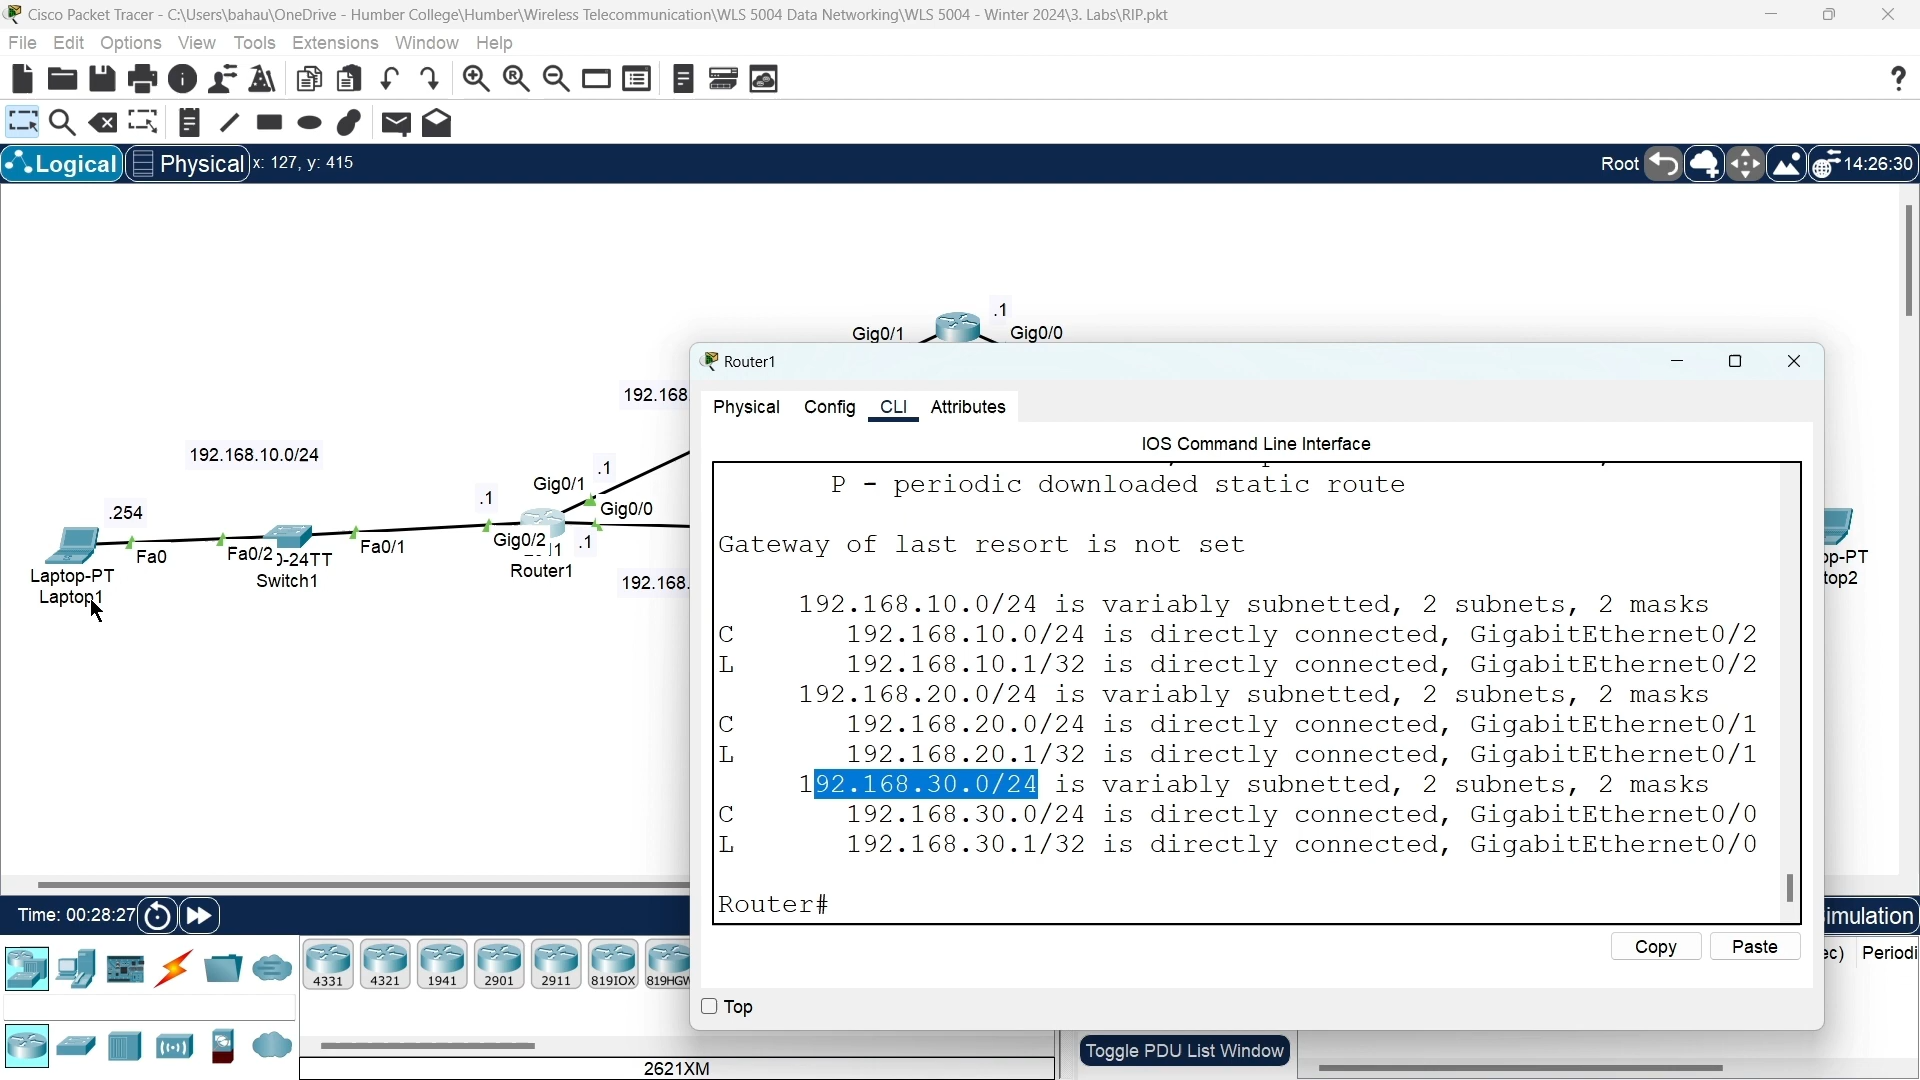 Cisco Packet Tracer - C:\Users\bahau\OneDrive - Humber College\Humber\Wireless Telecommunication\WLS 5004 Data Networking\WLS 5004 - Winter 2024\3. Labs\RIP.pkt
File Edit Options View Tools Extensions Window Help
Logical Physical x: 127, y: 415 Root 14:26:30
.1
Gig0/1 Gig0/0
Router1
192.168
Physical Config CLI Attributes
IOS Command Line Interface
192.168.10.0/24
.1
Gig0/1
.1
Gig0/0
.254
Fa0
Fa0/2
Fa0/1
Gig0/2
.1
)-24TT
Switch1
Router1
192.168.
Laptop-PT
Laptop1
op-PT
top2
P - periodic downloaded static route
Gateway of last resort is not set
192.168.10.0/24 is variably subnetted, 2 subnets, 2 masks
C 192.168.10.0/24 is directly connected, GigabitEthernet0/2
L 192.168.10.1/32 is directly connected, GigabitEthernet0/2
192.168.20.0/24 is variably subnetted, 2 subnets, 2 masks
C 192.168.20.0/24 is directly connected, GigabitEthernet0/1
L 192.168.20.1/32 is directly connected, GigabitEthernet0/1
192.168.30.0/24 is variably subnetted, 2 subnets, 2 masks
C 192.168.30.0/24 is directly connected, GigabitEthernet0/0
L 192.168.30.1/32 is directly connected, GigabitEthernet0/0
Router#
Copy Paste
Top
Time: 00:28:27
imulation
ec) Periodi
4331 4321 1941 2901 2911 819IOX 819HGW
Toggle PDU List Window
2621XM